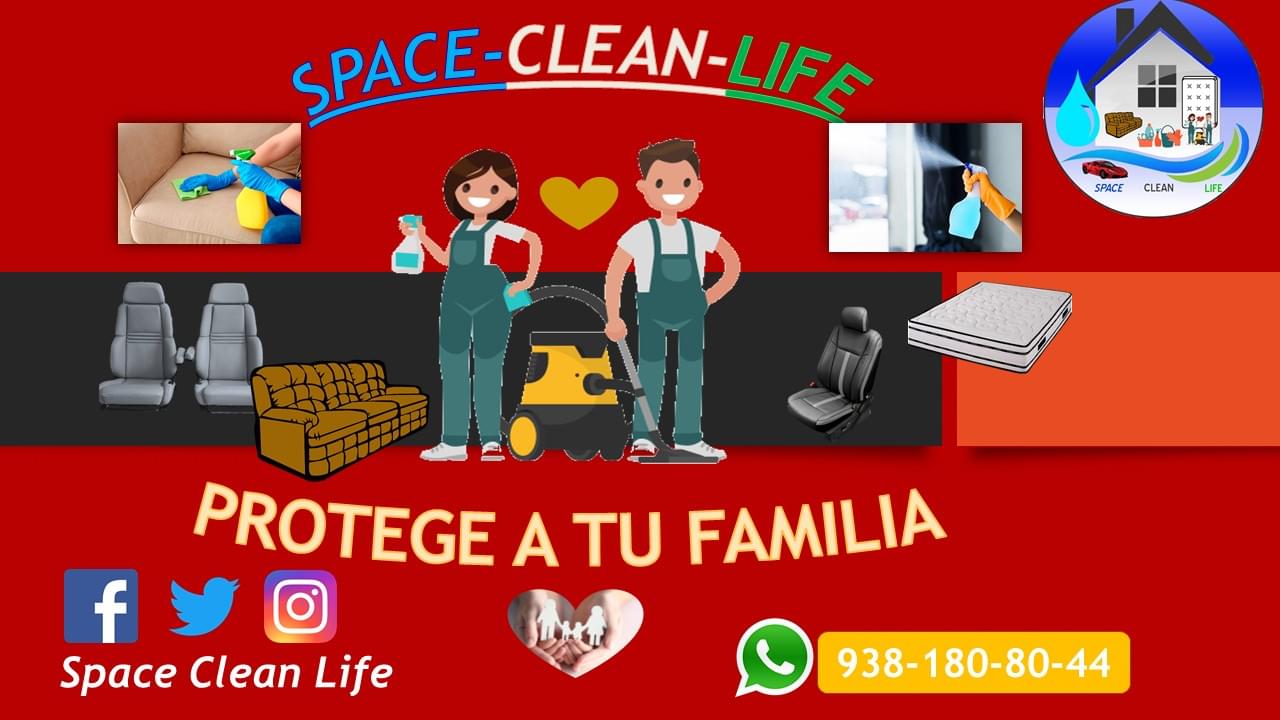 SPACE-CLEAN-LIFE
SPACE CLEAN LIFE
PROTEGE A TU FAMILIA
Space Clean Life
938-180-80-44